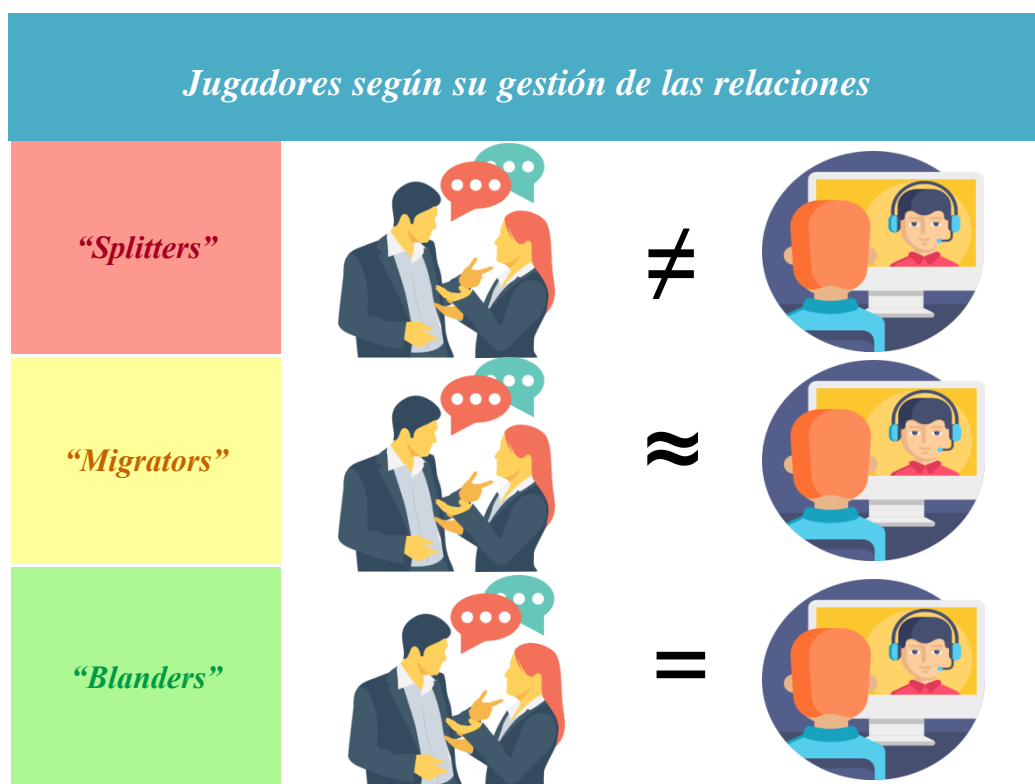 Jugadores según su gestión de las relaciones
“Splitters”
≠
“Migrators”
≈
“Blanders”
=